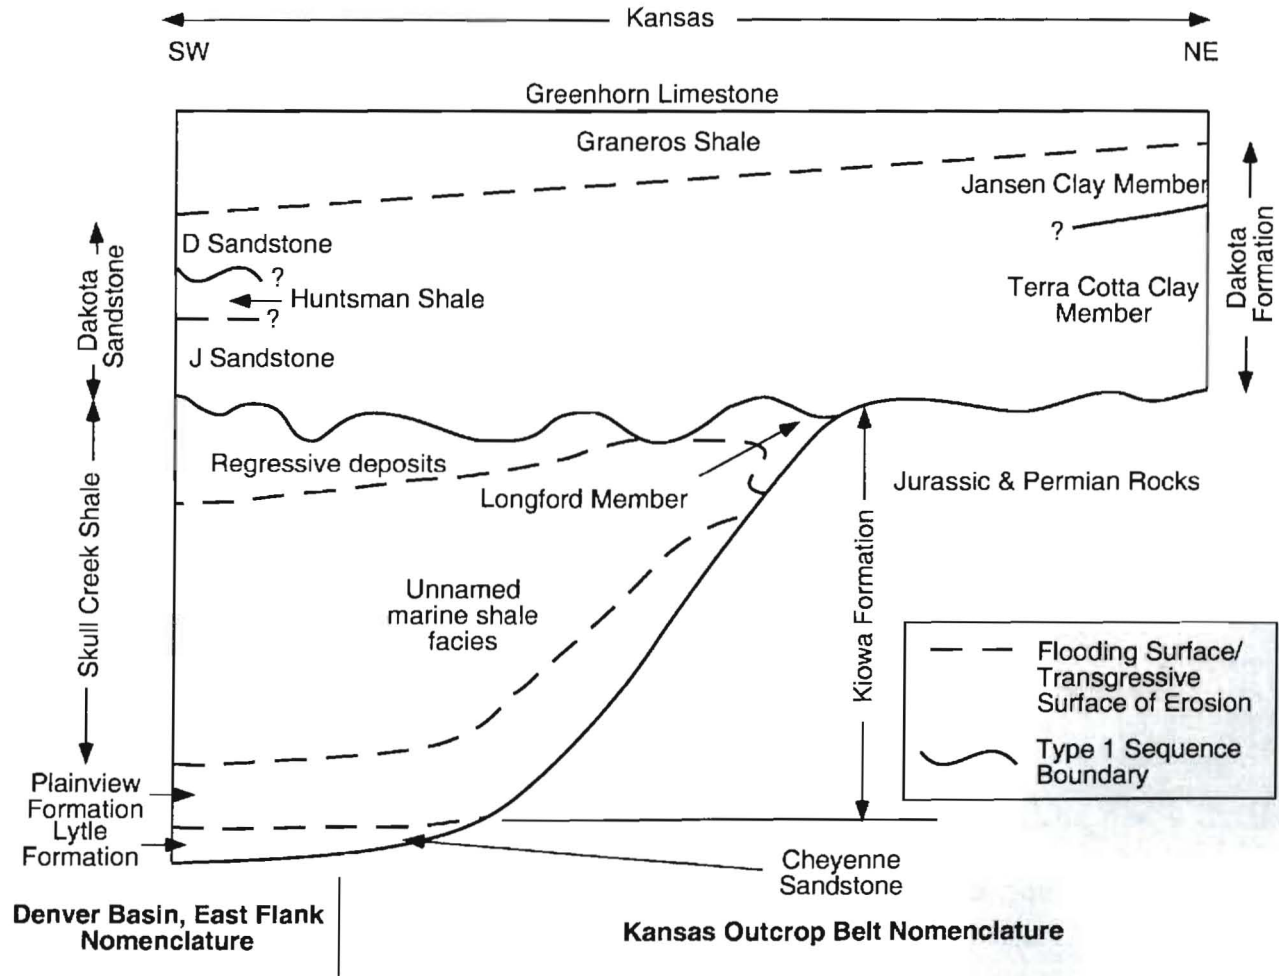 Kansas
SW
NE
Greenhorn Limestone
Graneros Shale
Jansen Clay Member
?
D Sandstone
?
Huntsman Shale
?
J Sandstone
Terra Cotta Clay
Member
Dakota
Sandstone
Dakota
Formation
Regressive deposits
Longford Member
Jurassic & Permian Rocks
Skull Creek Shale
Unnamed
marine shale
facies
Kiowa Formation
Flooding Surface/
Transgressive
Surface of Erosion
Type 1 Sequence
Boundary
Plainview
Formation
Lytle
Formation
Cheyenne
Sandstone
Denver Basin, East Flank
Nomenclature
Kansas Outcrop Belt Nomenclature